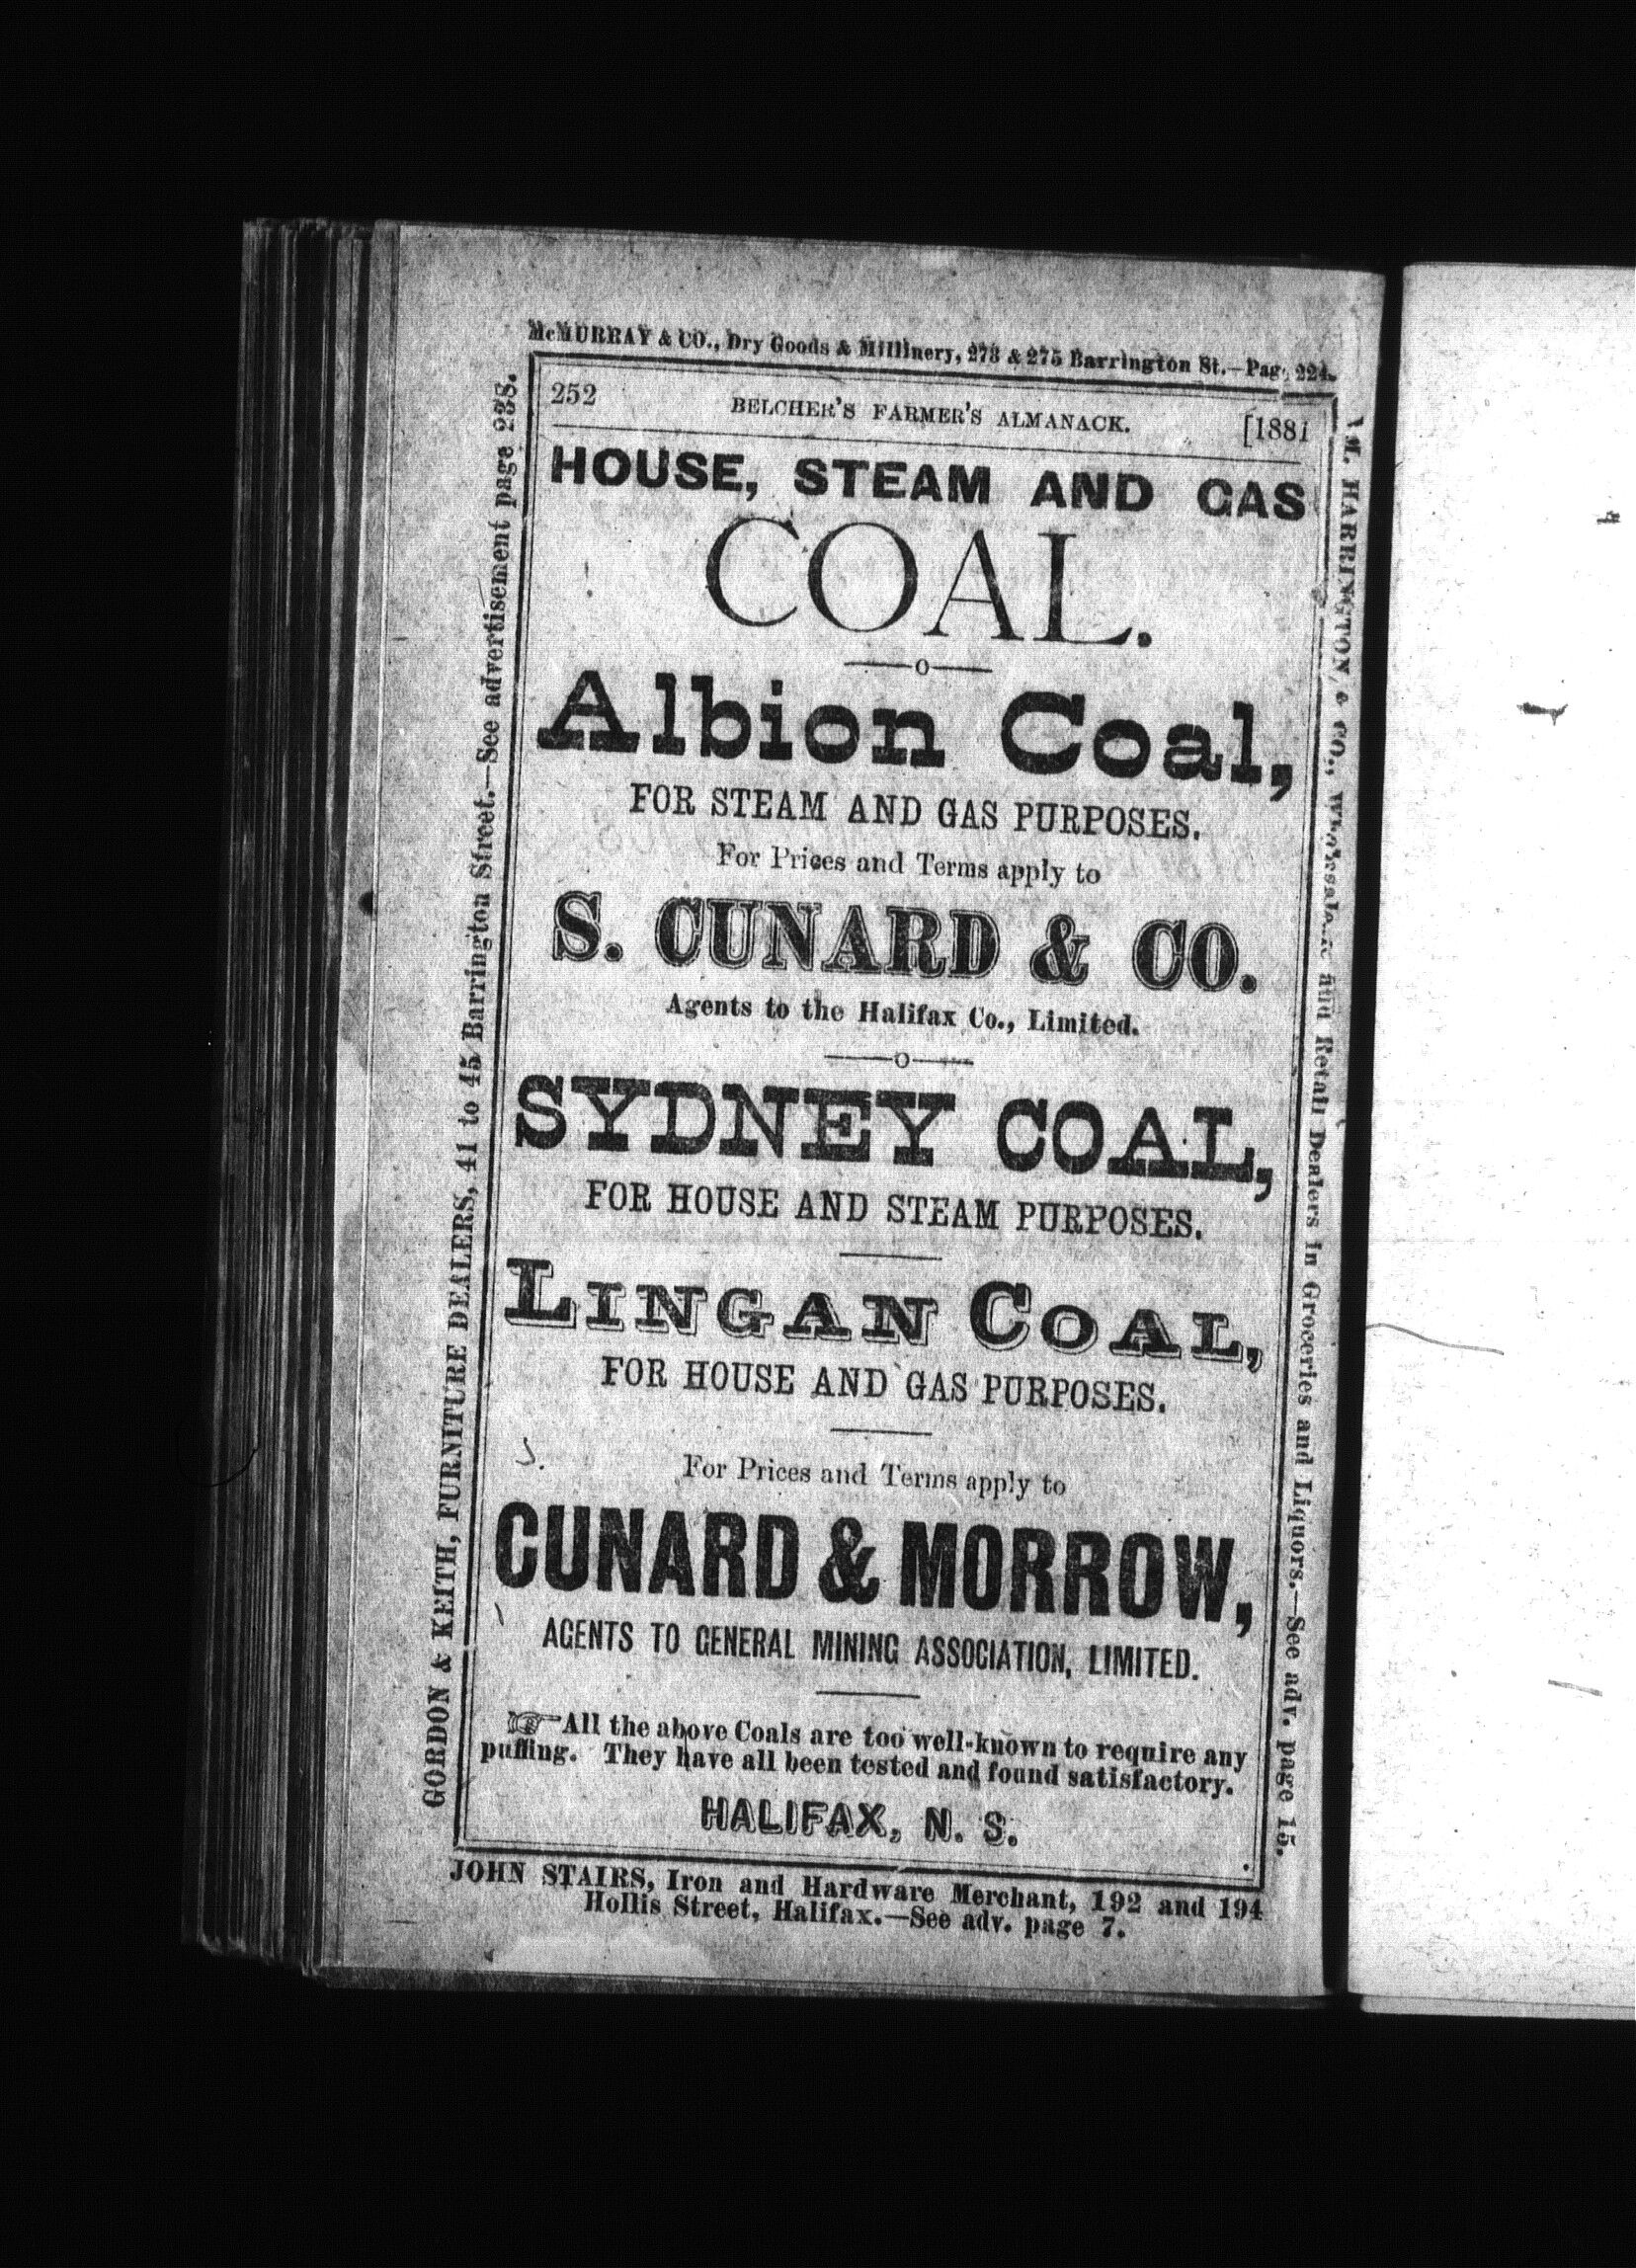 McMURRAY & CO., Dry Goods & Millinery, 273 & 275 Barrington St.—Page 224.
252 BELCHER'S FARMER'S ALMANACK. [1881
HOUSE, STEAM AND GAS
COAL.
Albion Coal,
FOR STEAM AND GAS PURPOSES.
For Prices and Terms apply to
S. CUNARD & CO.
Agents to the Halifax Co., Limited.
SYDNEY COAL,
FOR HOUSE AND STEAM PURPOSES.
LINGAN COAL,
FOR HOUSE AND GAS PURPOSES.
For Prices and Terms apply to
CUNARD & MORROW,
AGENTS TO GENERAL MINING ASSOCIATION, LIMITED.
☞All the above Coals are too well-known to require any
puffing. They have all been tested and found satisfactory.
HALIFAX, N. S.
JOHN STAIRS, Iron and Hardware Merchant, 192 and 194
Hollis Street, Halifax.—See adv. page 7.
GORDON & KEITH, FURNITURE DEALERS, 41 to 45 Barrington Street.—See advertisement page 238.
HARRINGTON & CO., Wholesale and Retail Dealers in Groceries and Liquors.—See adv. page 15.